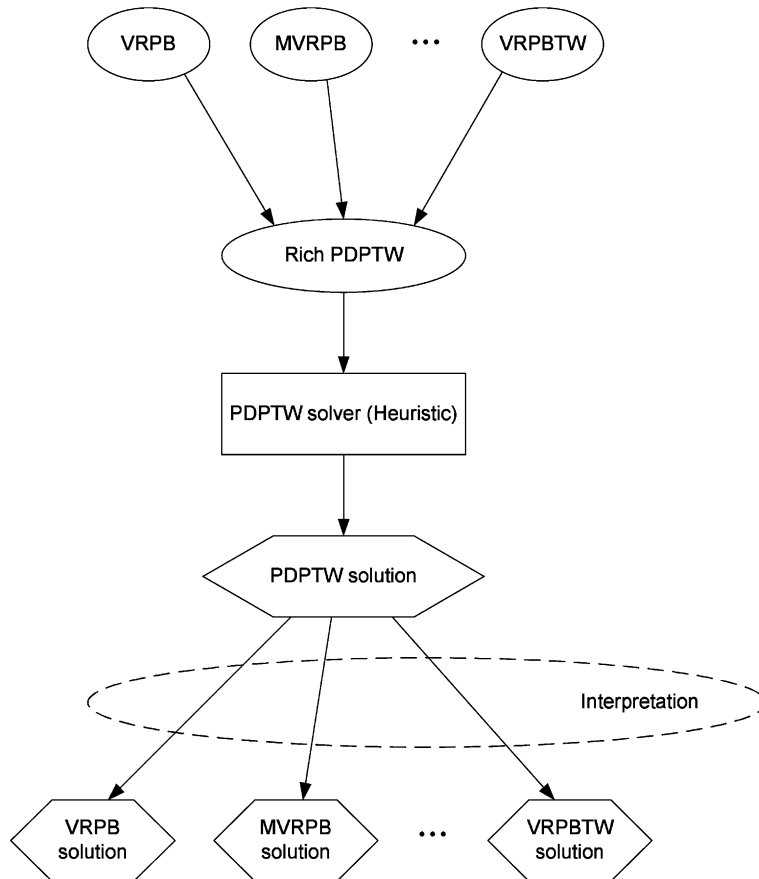 VRPB
MVRPB
...
VRPBTW
Rich PDPTW
PDPTW solver (Heuristic)
PDPTW solution
Interpretation
VRPB
solution
MVRPB
solution
...
VRPBTW
solution